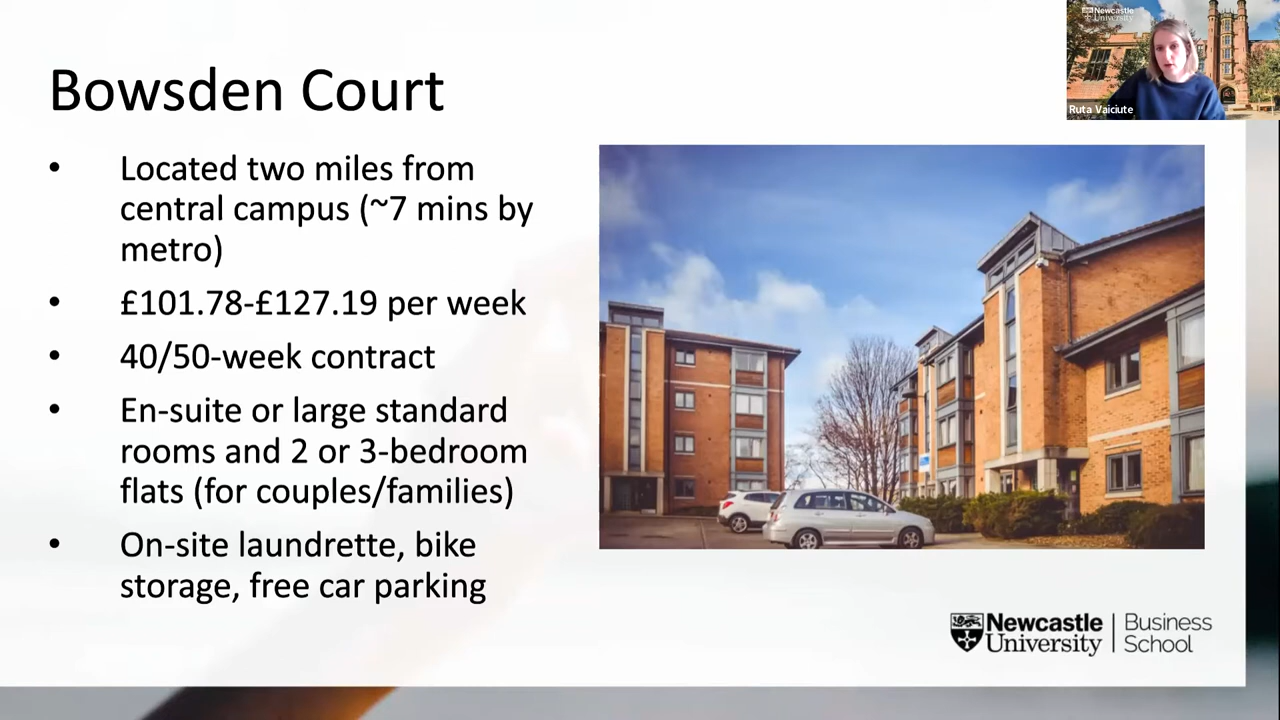 Newcastle
University
Ruta Vaiciute
Bowsden Court
• Located two miles from
central campus (~7 mins by
metro)
• £101.78-£127.19 per week
• 40/50-week contract
• En-suite or large standard
rooms and 2 or 3-bedroom
flats (for couples/families)
• On-site laundrette, bike
storage, free car parking
Newcastle
University
Business
School